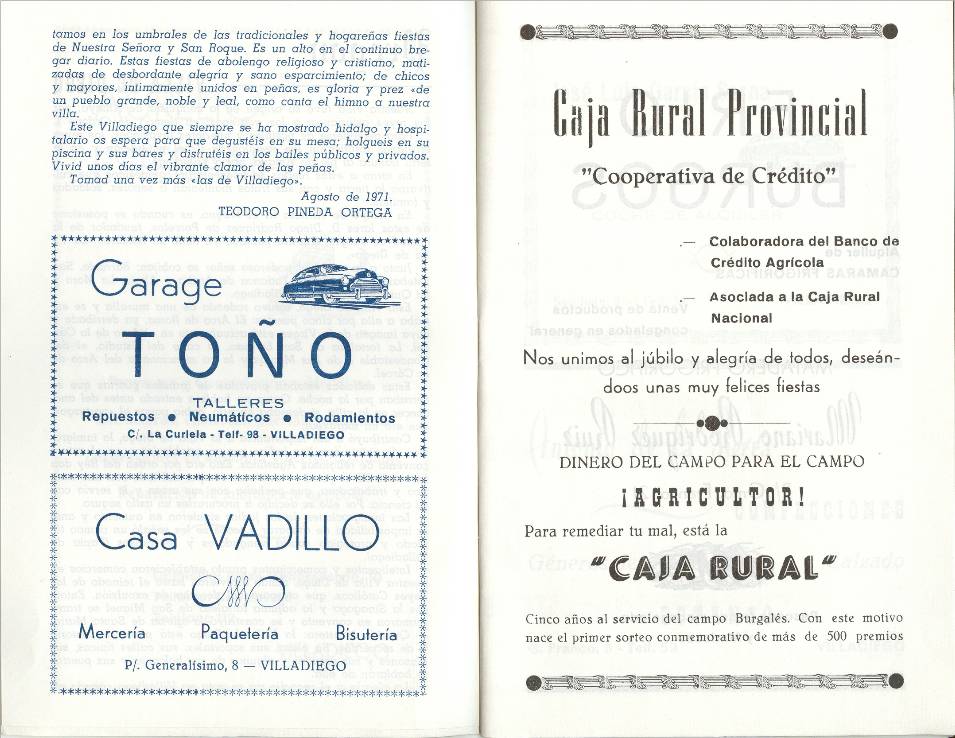 tamos en los umbrales de las tradicionales y hogareñas fiestas
de Nuestra Señora y San Roque. Es un alto en el continuo bre-
gar diario. Estas fiestas de abolengo religioso y cristiano, mati-
zadas de desbordante alegría y sano esparcimiento; de chicos
y mayores, intimamente unidos en peñas, es gloria y prez «de
un pueblo grande, noble y leal, como canta el himno a nuestra
villa.
Este Villadiego que siempre se ha mostrado hidalgo y hospi-
talario os espera para que degustéis en su mesa; holgueis en su
piscina y sus bares y disfrutéis en los bailes públicos y privados.
Vivid unos días el vibrante clamor de las peñas.
Tomad una vez más «las de Villadiego».
Agosto de 1971.
TEODORO PINEDA ORTEGA
Garage
TOÑO
TALLERES
Repuestos ● Neumáticos ● Rodamientos
C/. La Curiela - Telf- 98 - VILLADIEGO
Casa VADILLO
Mercería Paquetería Bisutería
P/. Generalísimo, 8 — VILLADIEGO
Caja Rural Provincial
"Cooperativa de Crédito"
.— Colaboradora del Banco de
Crédito Agrícola
.— Asociada a la Caja Rural
Nacional
Nos unimos al júbilo y alegría de todos, deseán-
doos unas muy felices fiestas
DINERO DEL CAMPO PARA EL CAMPO
¡AGRICULTOR!
Para remediar tu mal, está la
"CAJA RURAL"
Cinco años al servicio del campo Burgalés. Con este motivo
nace el primer sorteo conmemorativo de más de 500 premios